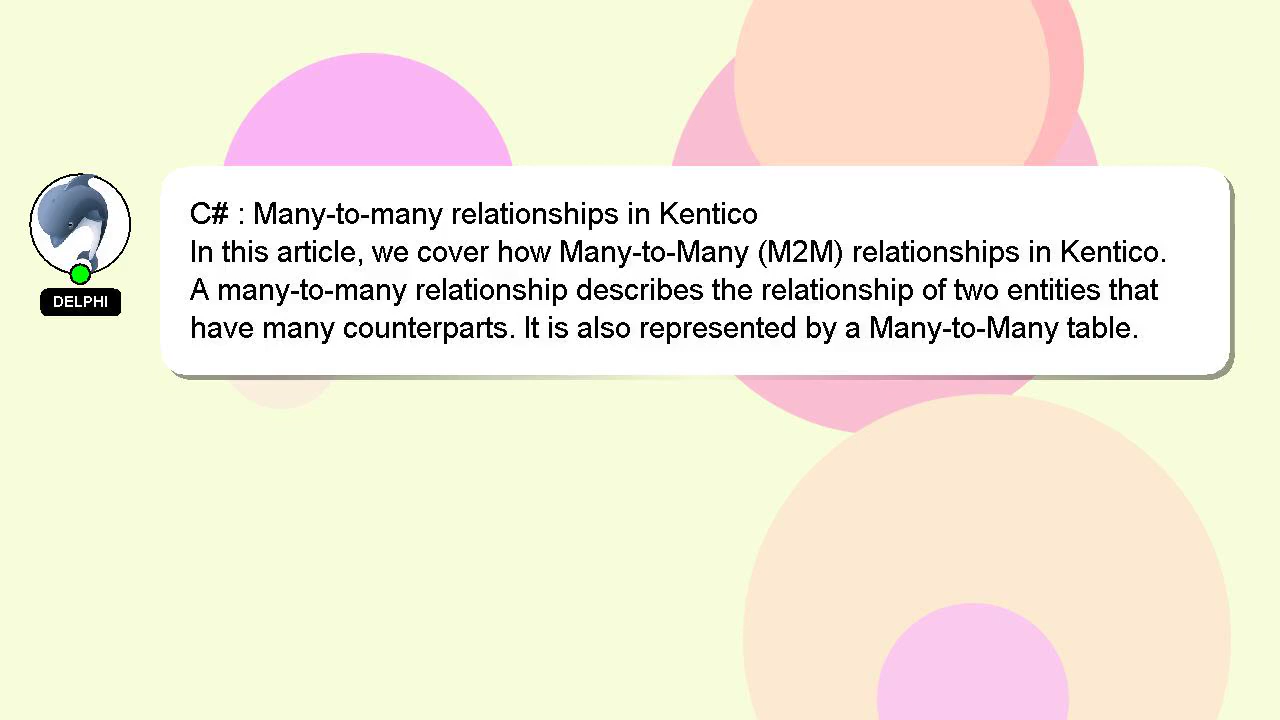 C# : Many-to-many relationships in Kentico
In this article, we cover how Many-to-Many (M2M) relationships in Kentico.
A many-to-many relationship describes the relationship of two entities that
have many counterparts. It is also represented by a Many-to-Many table.
DELPHI